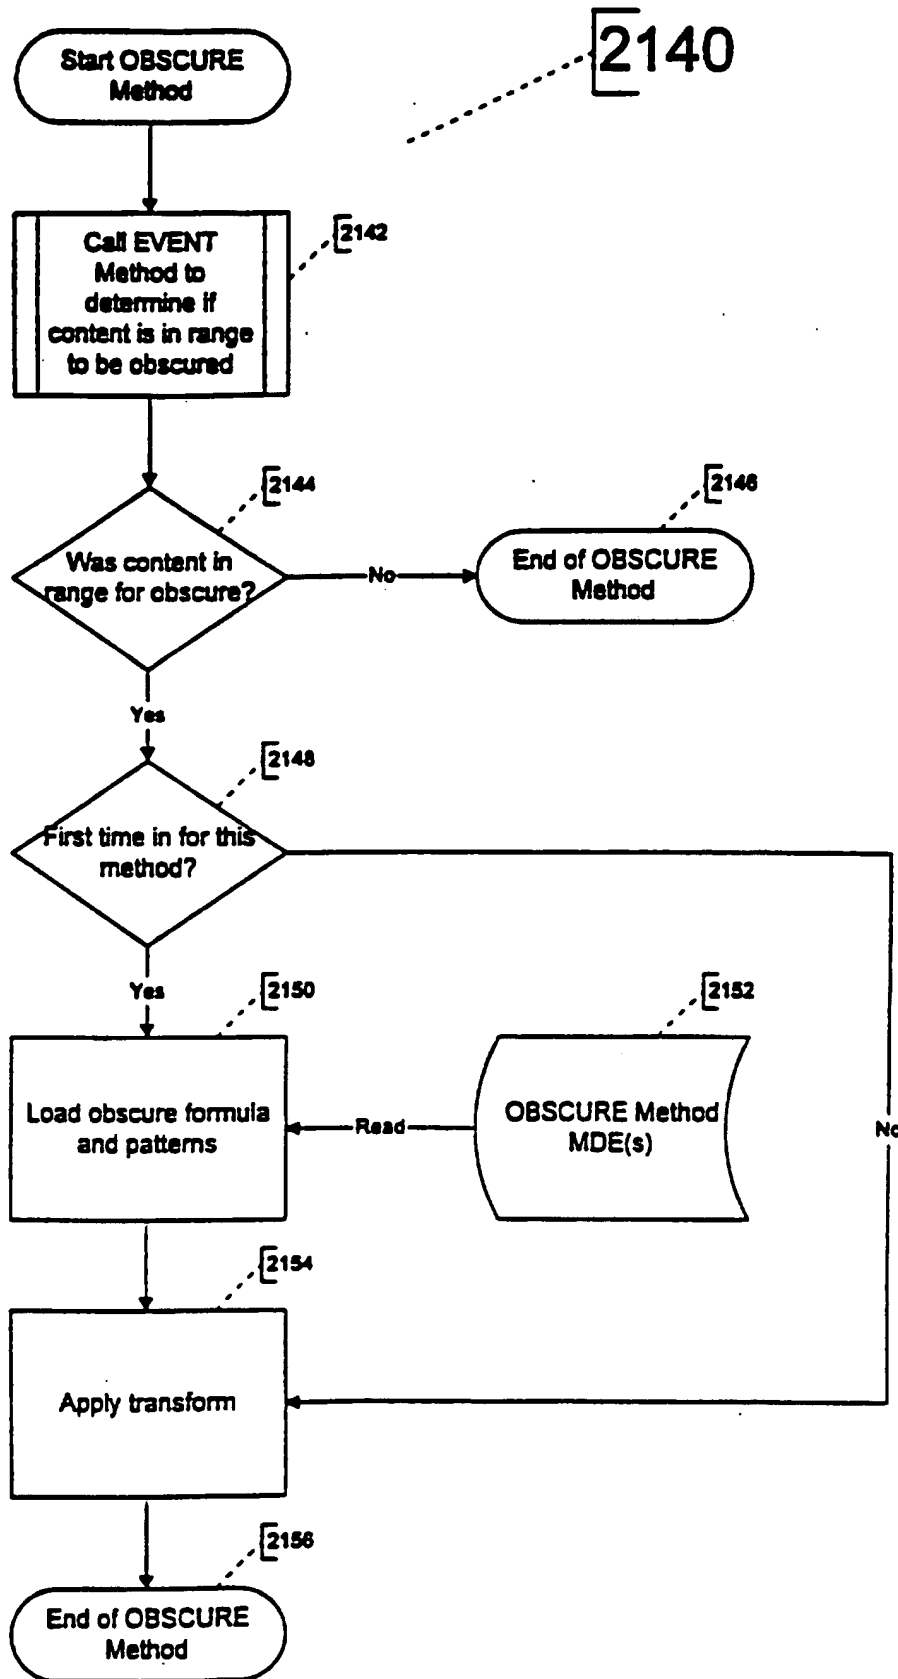 2140
Start OBSCURE
Method
2142
Call EVENT
Method to
determine if
content is in range
to be obscured
2144
2146
Was content in
range for obscure?
No
End of OBSCURE
Method
Yes
2148
First time in for this
method?
Yes
2150
2152
Load obscure formula
and patterns
Read
OBSCURE Method
MDE(s)
No
2154
Apply transform
2156
End of OBSCURE
Method